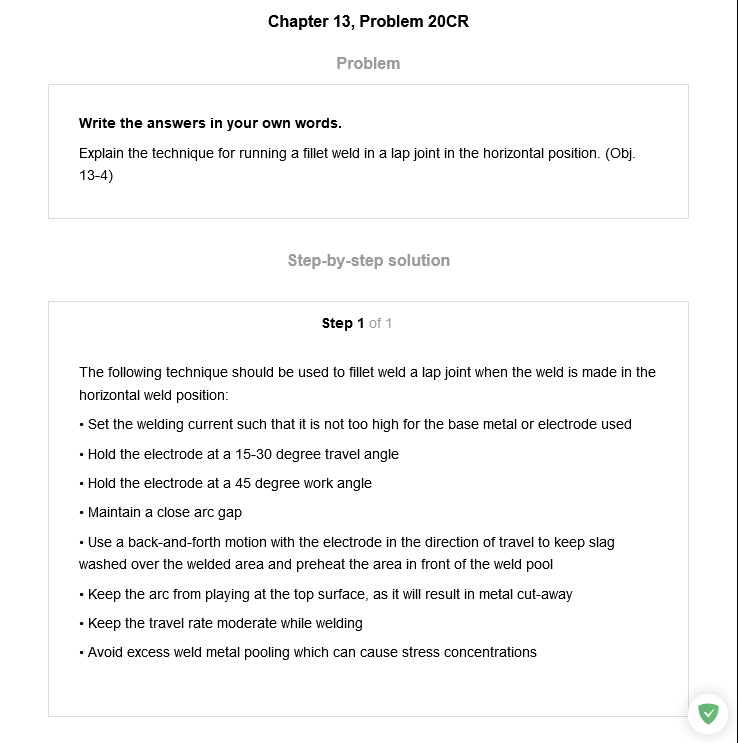 Chapter 13, Problem 20CR
Problem
Write the answers in your own words.
Explain the technique for running a fillet weld in a lap joint in the horizontal position. (Obj.
13-4)
Step-by-step solution
Step 1 of 1
The following technique should be used to fillet weld a lap joint when the weld is made in the
horizontal weld position:
• Set the welding current such that it is not too high for the base metal or electrode used
• Hold the electrode at a 15-30 degree travel angle
• Hold the electrode at a 45 degree work angle
• Maintain a close arc gap
• Use a back-and-forth motion with the electrode in the direction of travel to keep slag
washed over the welded area and preheat the area in front of the weld pool
• Keep the arc from playing at the top surface, as it will result in metal cut-away
• Keep the travel rate moderate while welding
• Avoid excess weld metal pooling which can cause stress concentrations